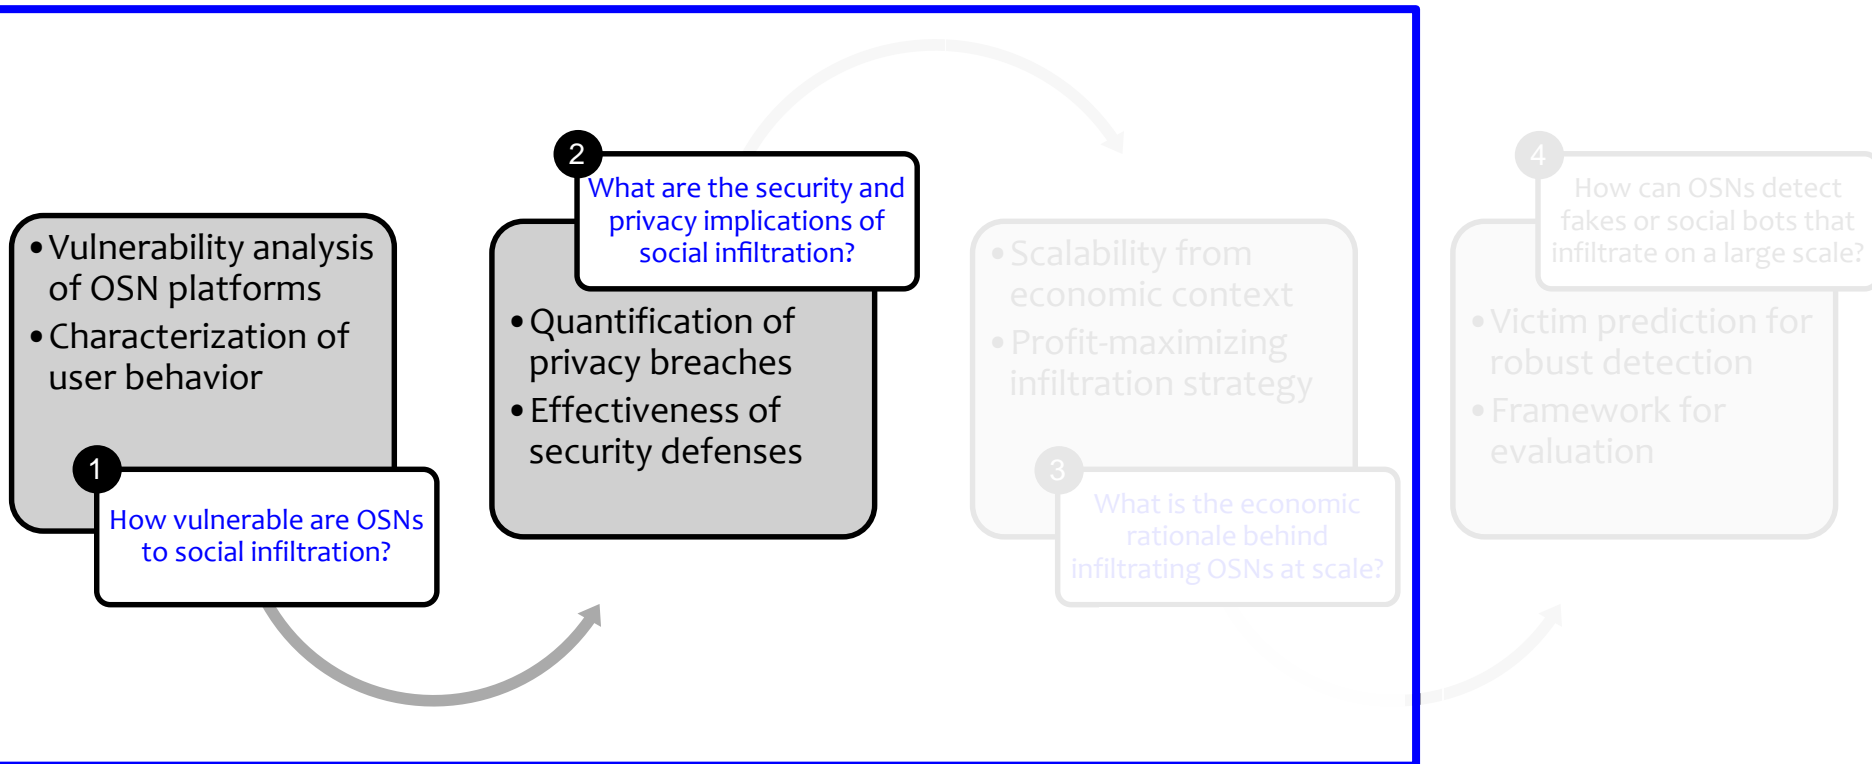 • Vulnerability analysis
of OSN platforms
• Characterization of
user behavior
1
How vulnerable are OSNs
to social infiltration?
2
What are the security and
privacy implications of
social infiltration?
• Quantification of
privacy breaches
• Effectiveness of
security defenses
• Scalability from
economic context
• Profit-maximizing
infiltration strategy
3
What is the economic
rationale behind
infiltrating OSNs at scale?
4
How can OSNs detect
fakes or social bots that
infiltrate on a large scale?
• Victim prediction for
robust detection
• Framework for
evaluation